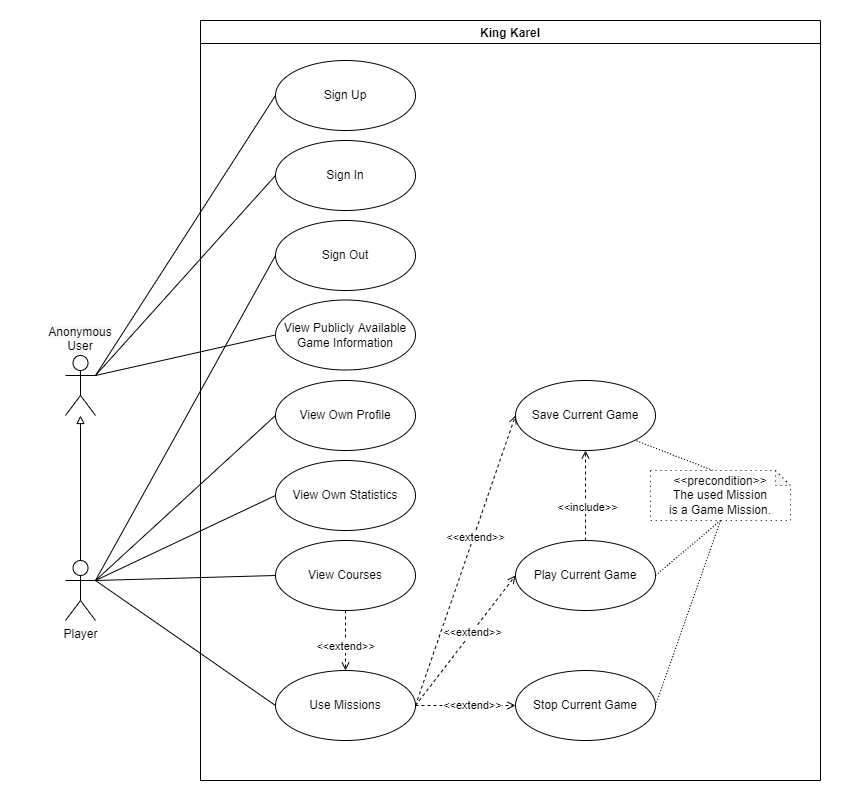 King Karel
Sign Up
Sign In
Sign Out
Anonymous
User
View Publicly Available
Game Information
View Own Profile
Save Current Game
<<precondition>>
The used Mission
is a Game Mission.
View Own Statistics
<<include>>
<<extend>>
View Courses
Play Current Game
Player
<<extend>>
<<extend>>
Use Missions
<<extend>>
Stop Current Game